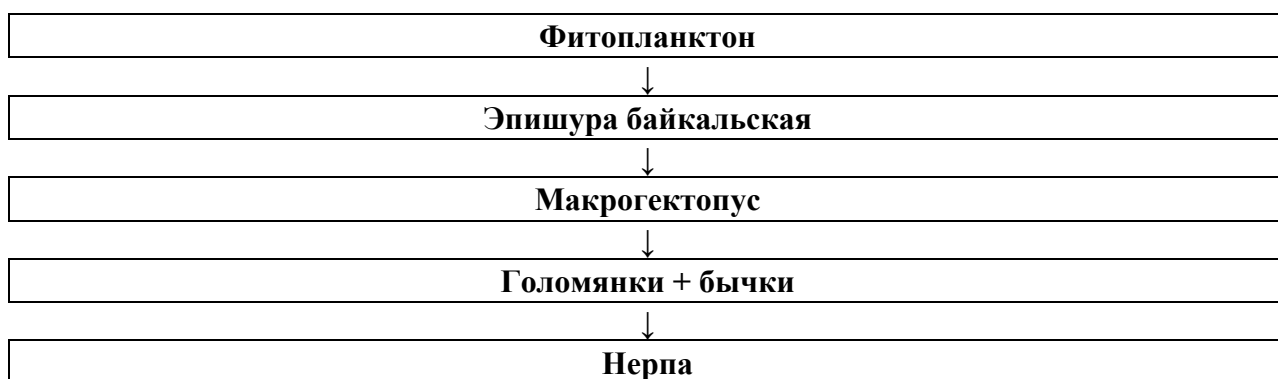 Фитопланктон
↓
Эпишура байкальская
↓
Макрогектопус
↓
Голомянки + бычки
↓
Нерпа